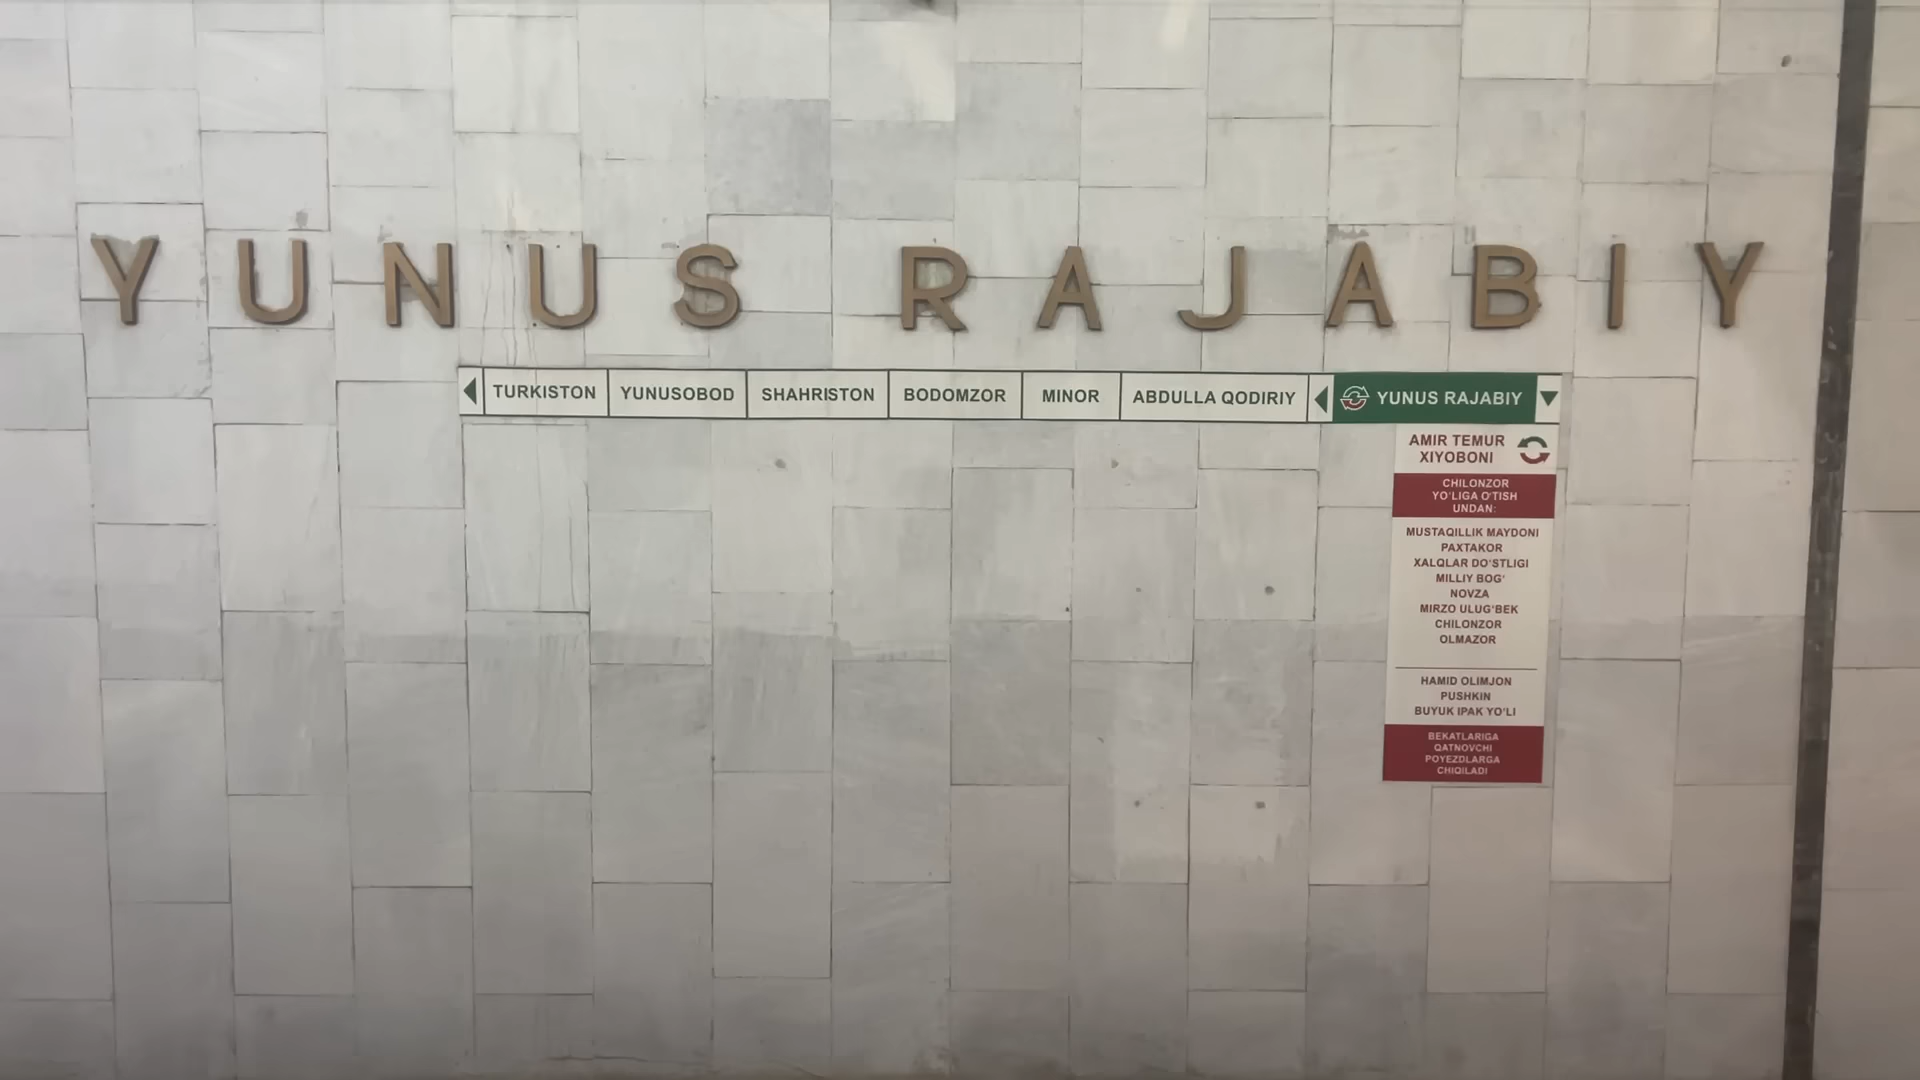 YUNUS RAJABIY
TURKISTON YUNUSOBOD SHAHRISTON BODOMZOR MINOR ABDULLA QODIRIY YUNUS RAJABIY
AMIR TEMUR
XIYOBONI
CHILONZOR
YO'LIGA O'TISH
UNDAN:
MUSTAQILLIK MAYDONI
PAXTAKOR
XALQLAR DO'STLIGI
MILLIY BOG'
NOVZA
MIRZO ULUG'BEK
CHILONZOR
OLMAZOR
HAMID OLIMJON
PUSHKIN
BUYUK IPAK YO'LI
BEKATLARIGA
QATNOVCHI
POYEZDLARGA
CHIQILADI